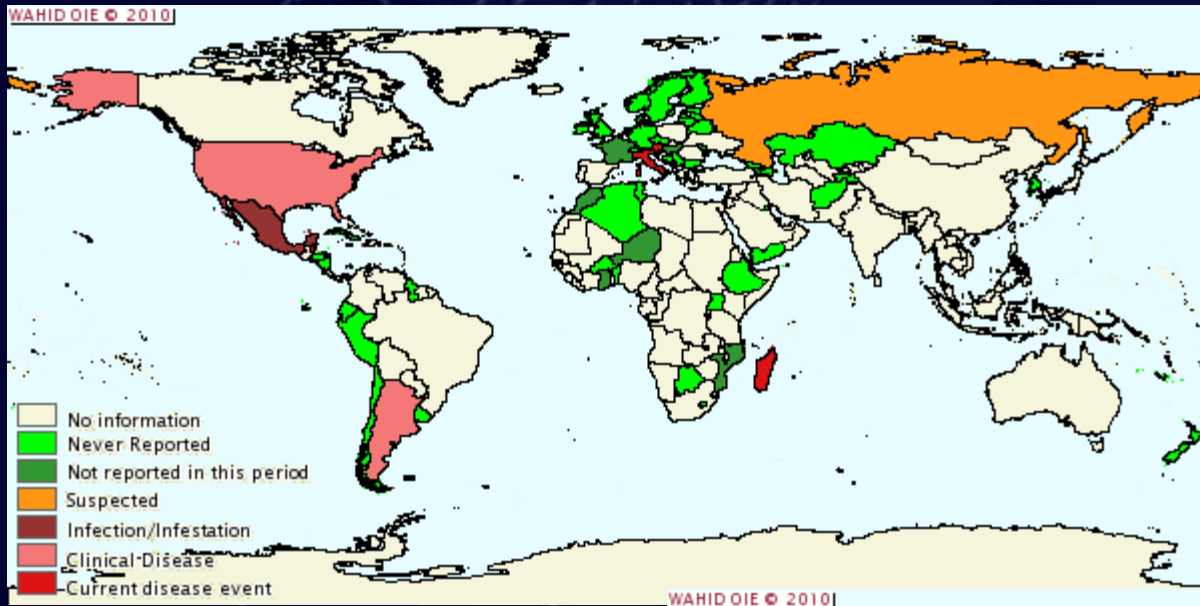 WAHID OIE © 2010
No information
Never Reported
Not reported in this period
Suspected
Infection/Infestation
Clinical Disease
Current disease event
WAHID OIE © 2010